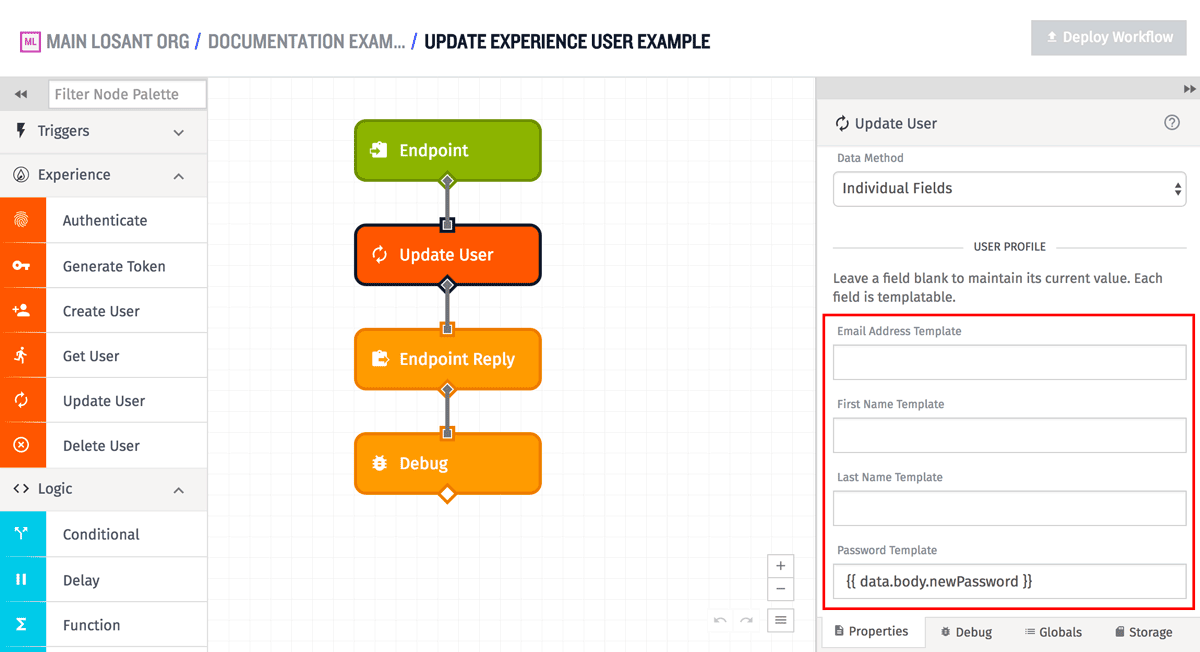 ML MAIN LOSANT ORG / DOCUMENTATION EXAM... / UPDATE EXPERIENCE USER EXAMPLE
Deploy Workflow
Filter Node Palette
Triggers
Experience
Authenticate
Generate Token
Create User
Get User
Update User
Delete User
Logic
Conditional
Delay
Function
Endpoint
Update User
Endpoint Reply
Debug
Update User
Data Method
Individual Fields
USER PROFILE
Leave a field blank to maintain its current value. Each
field is templatable.
Email Address Template
First Name Template
Last Name Template
Password Template
{{ data.body.newPassword }}
Properties Debug Globals Storage